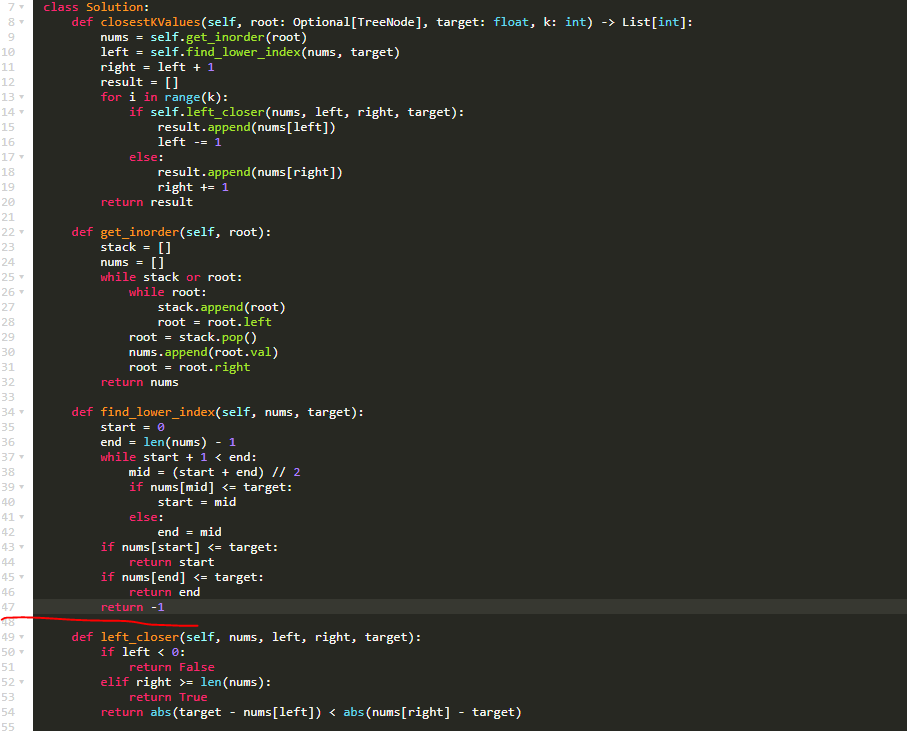 7 class Solution:
8     def closestKValues(self, root: Optional[TreeNode], target: float, k: int) -> List[int]:
9         nums = self.get_inorder(root)
10         left = self.find_lower_index(nums, target)
11         right = left + 1
12         result = []
13         for i in range(k):
14             if self.left_closer(nums, left, right, target):
15                 result.append(nums[left])
16                 left -= 1
17             else:
18                 result.append(nums[right])
19                 right += 1
20         return result
21
22     def get_inorder(self, root):
23         stack = []
24         nums = []
25         while stack or root:
26             while root:
27                 stack.append(root)
28                 root = root.left
29             root = stack.pop()
30             nums.append(root.val)
31             root = root.right
32         return nums
33
34     def find_lower_index(self, nums, target):
35         start = 0
36         end = len(nums) - 1
37         while start + 1 < end:
38             mid = (start + end) // 2
39             if nums[mid] <= target:
40                 start = mid
41             else:
42                 end = mid
43         if nums[start] <= target:
44             return start
45         if nums[end] <= target:
46             return end
47         return -1
48
49     def left_closer(self, nums, left, right, target):
50         if left < 0:
51             return False
52         elif right >= len(nums):
53             return True
54         return abs(target - nums[left]) < abs(nums[right] - target)
55